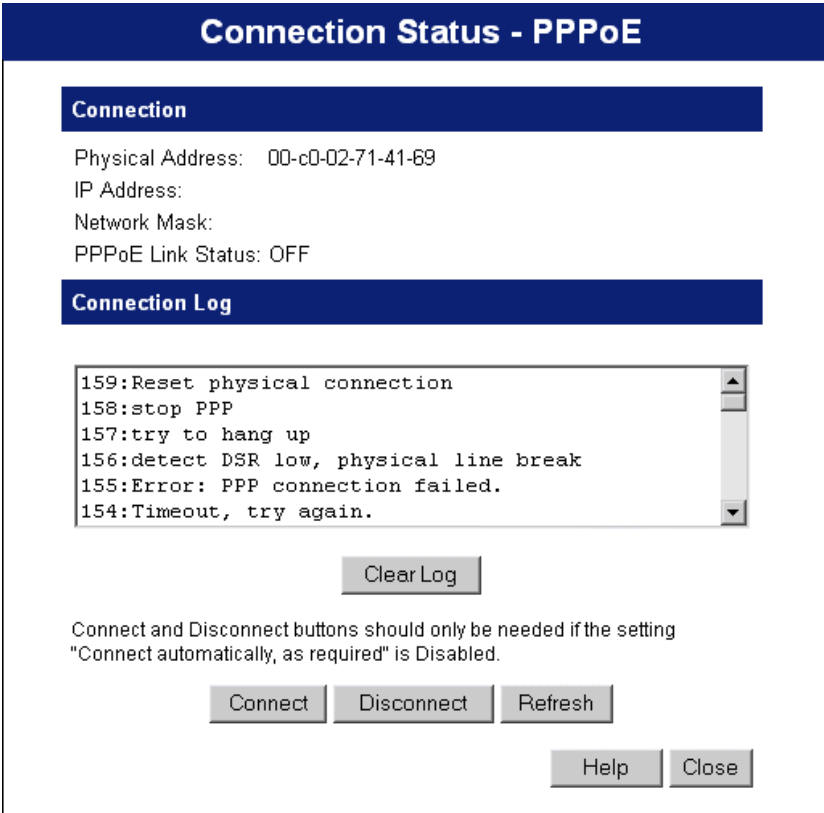 Connection Status - PPPoE
Connection
Physical Address: 00-c0-02-71-41-69
IP Address:
Network Mask:
PPPoE Link Status: OFF
Connection Log
159:Reset physical connection
158:stop PPP
157:try to hang up
156:detect DSR low, physical line break
155:Error: PPP connection failed.
154:Timeout, try again.
Clear Log
Connect and Disconnect buttons should only be needed if the setting
"Connect automatically, as required" is Disabled.
Connect Disconnect Refresh
Help Close